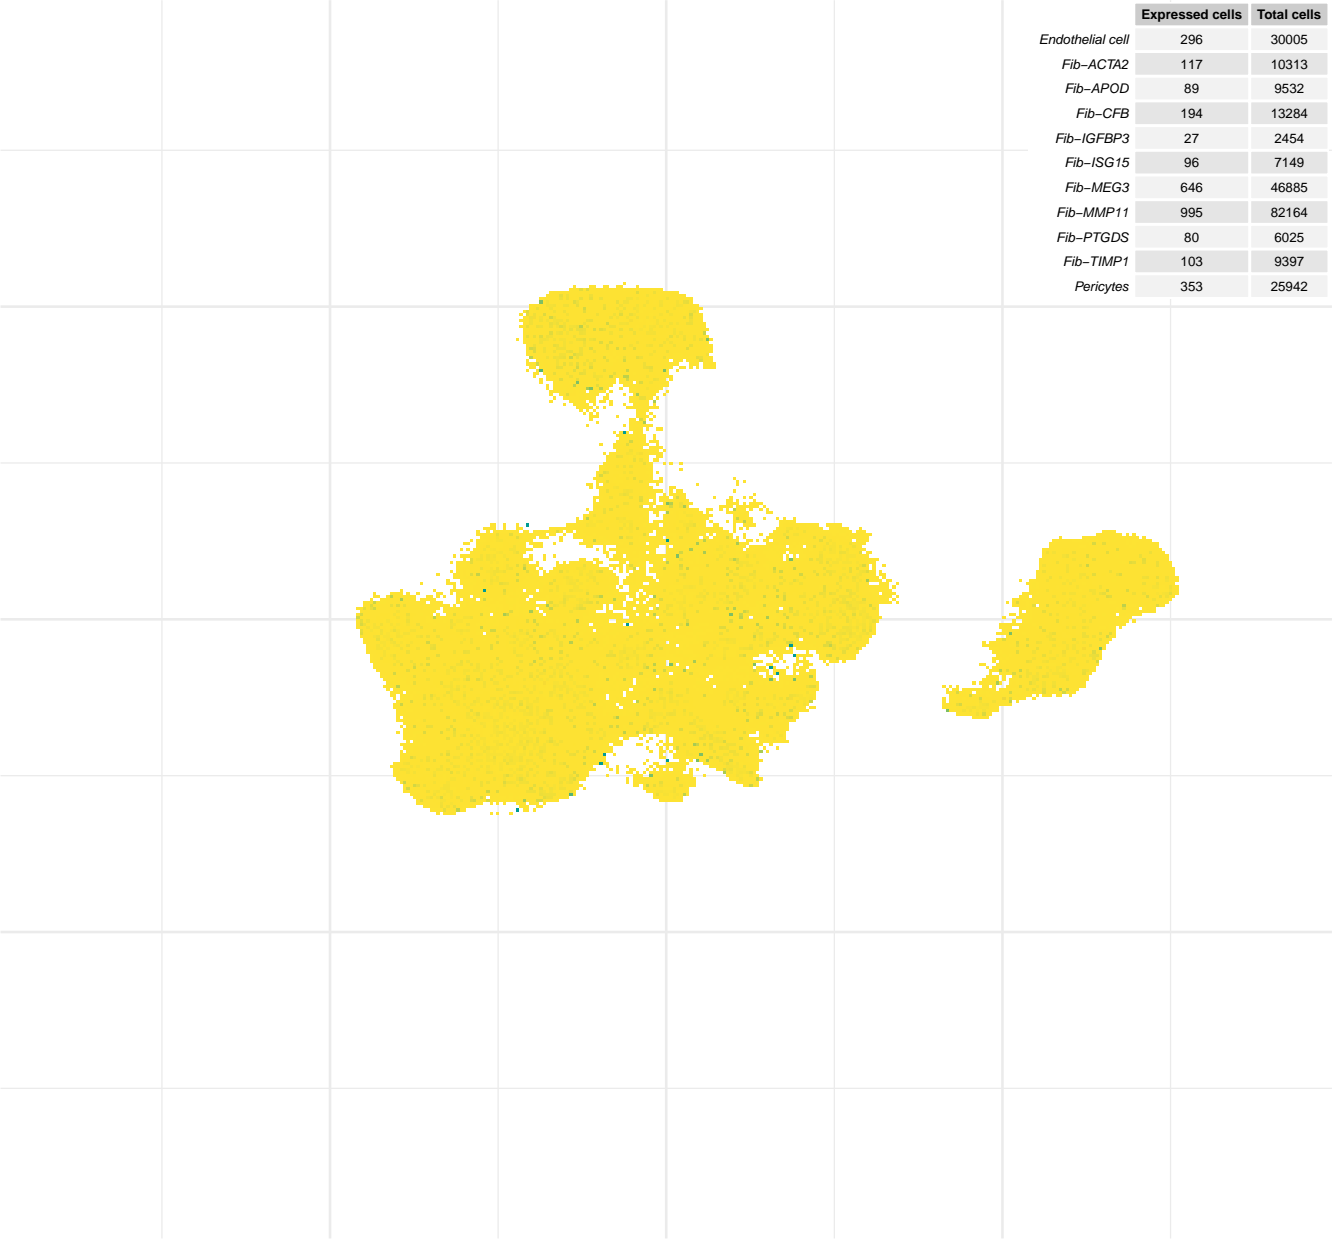 Expressed cells Total cells
Endothelial cell 296 30005
Fib−ACTA2 117 10313
Fib−APOD 89 9532
Fib−CFB 194 13284
Fib−IGFBP3 27 2454
Fib−ISG15 96 7149
Fib−MEG3 646 46885
Fib−MMP11 995 82164
Fib−PTGDS 80 6025
Fib−TIMP1 103 9397
Pericytes 353 25942